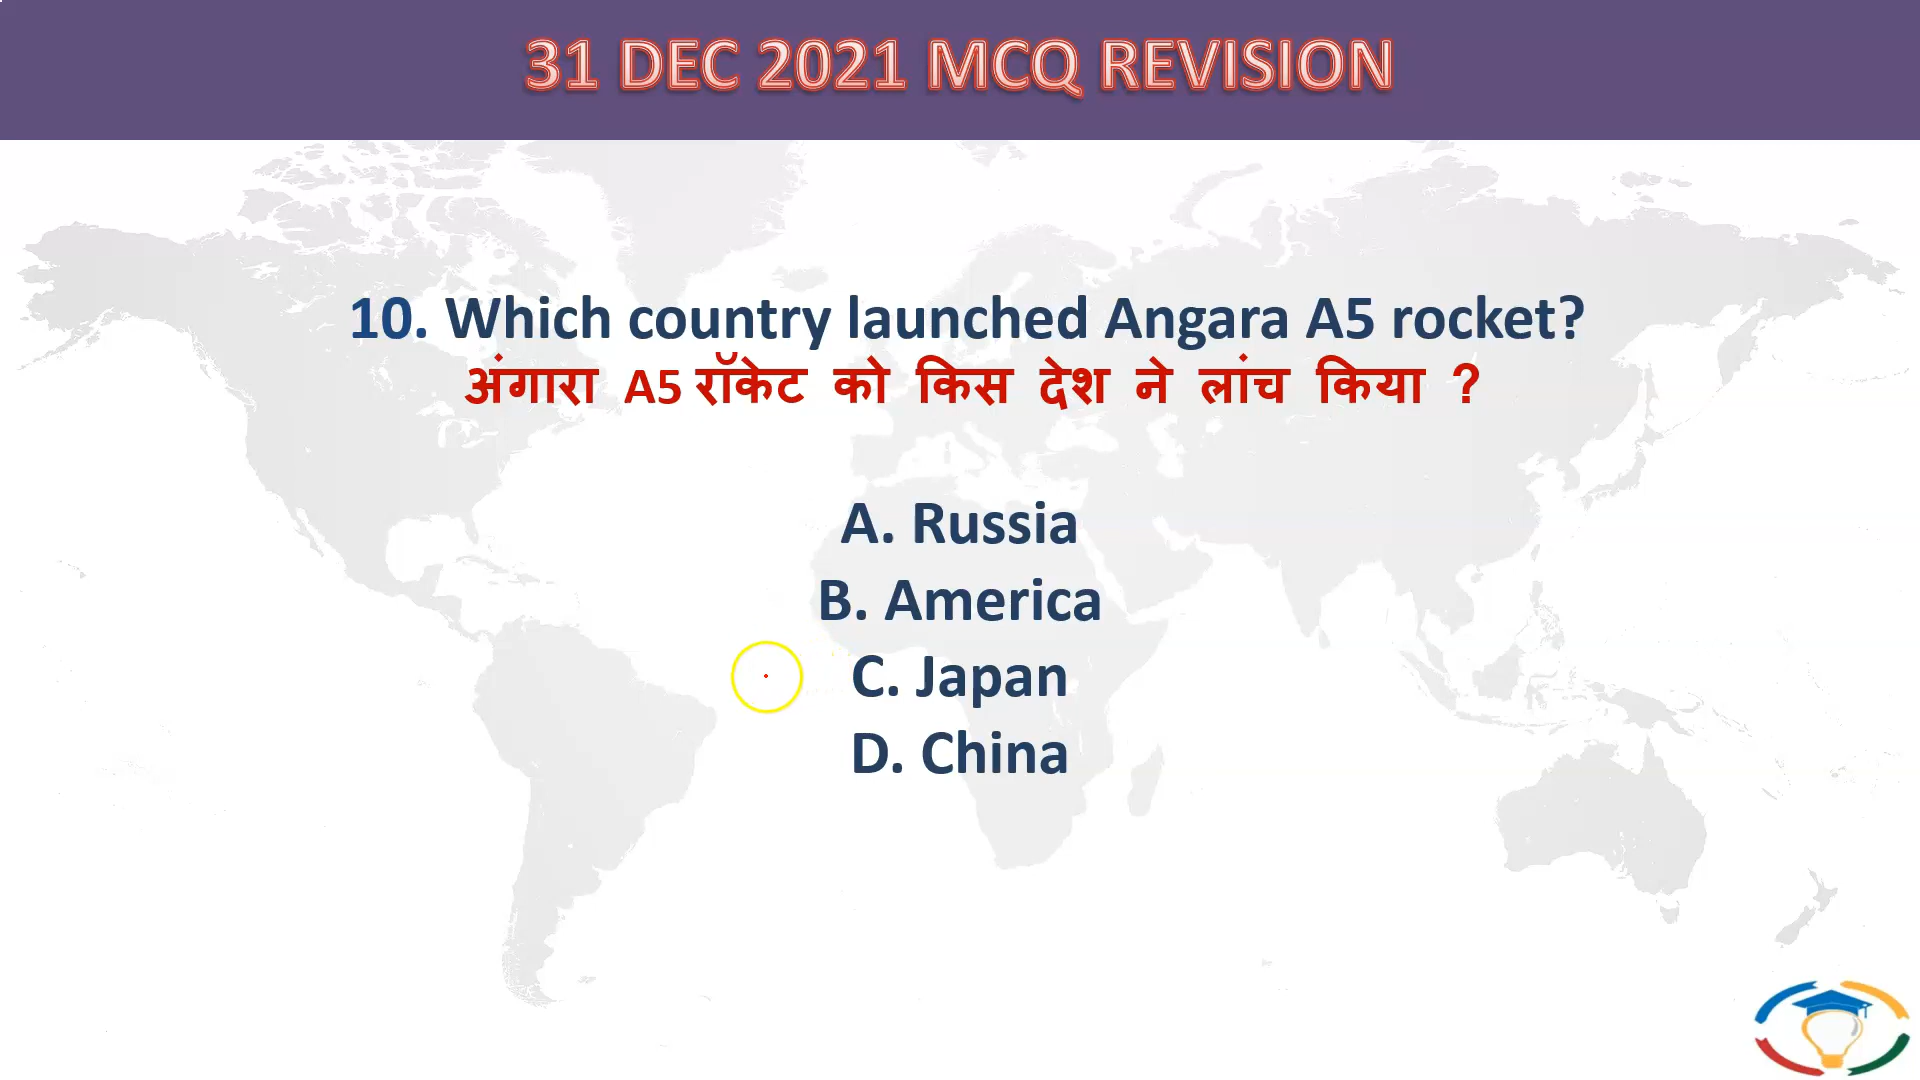 31 DEC 2021 MCQ REVISION
10. Which country launched Angara A5 rocket?
अंगारा A5 रॉकेट को किस देश ने लांच किया ?
A. Russia
B. America
C. Japan
D. China